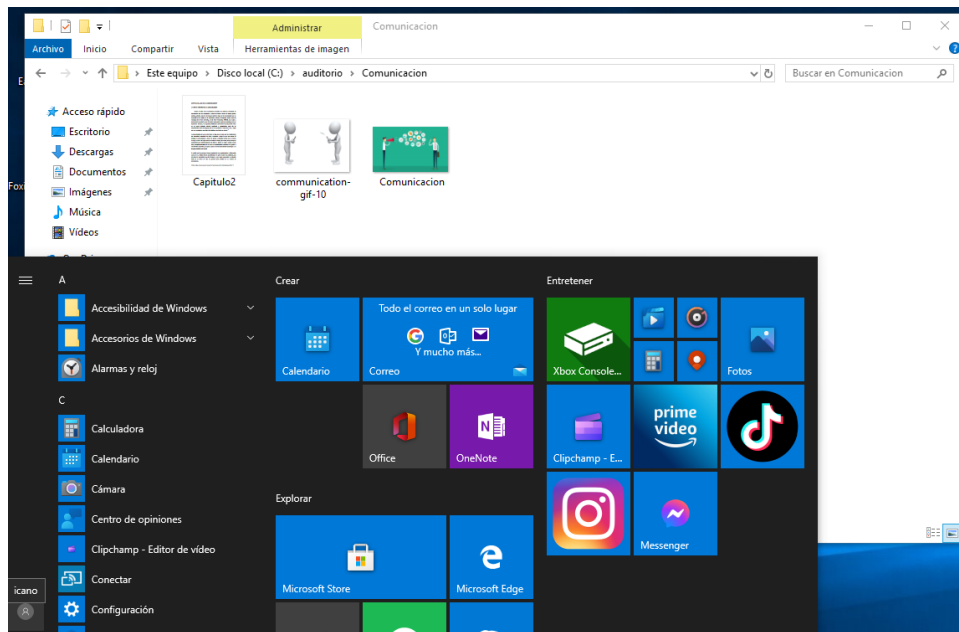 Administrar
Comunicacion
Archivo
Inicio
Compartir
Vista
Herramientas de imagen
Este equipo
Disco local (C:)
auditorio
Comunicacion
Buscar en Comunicacion
Acceso rápido
Escritorio
Descargas
Documentos
Imágenes
Música
Vídeos
Capitulo2
communication-
gif-10
Comunicacion
A
Accesibilidad de Windows
Accesorios de Windows
Alarmas y reloj
C
Calculadora
Calendario
Cámara
Centro de opiniones
Clipchamp - Editor de vídeo
Conectar
Configuración
icano
Crear
Calendario
Todo el correo en un solo lugar
Y mucho más...
Correo
Office
OneNote
Explorar
Microsoft Store
Microsoft Edge
Entretener
Xbox Console...
Fotos
Clipchamp - E...
prime
video
Messenger